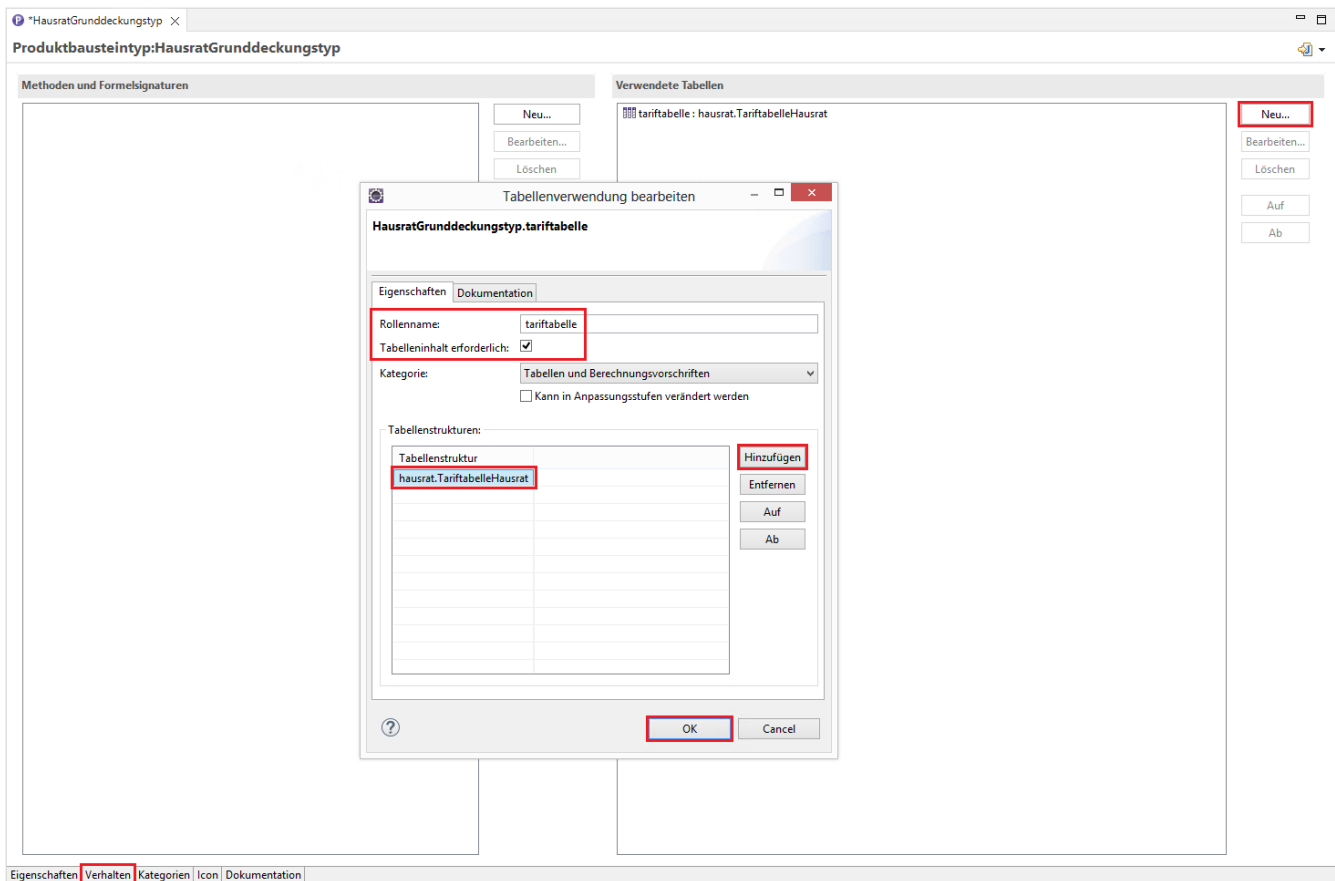 *HausratGrunddeckungstyp
Produktbausteintyp:HausratGrunddeckungstyp
Methoden und Formelsignaturen
Neu...
Bearbeiten...
Löschen
Verwendete Tabellen
tariftabelle : hausrat.TariftabelleHausrat
Neu...
Bearbeiten...
Löschen
Auf
Ab
Tabellenverwendung bearbeiten
HausratGrunddeckungstyp.tariftabelle
Eigenschaften Dokumentation
Rollenname: tariftabelle
Tabelleninhalt erforderlich:
Kategorie: Tabellen und Berechnungsvorschriften
Kann in Anpassungsstufen verändert werden
Tabellenstrukturen:
Tabellenstruktur
hausrat.TariftabelleHausrat
Hinzufügen
Entfernen
Auf
Ab
OK Cancel
Eigenschaften Verhalten Kategorien Icon Dokumentation